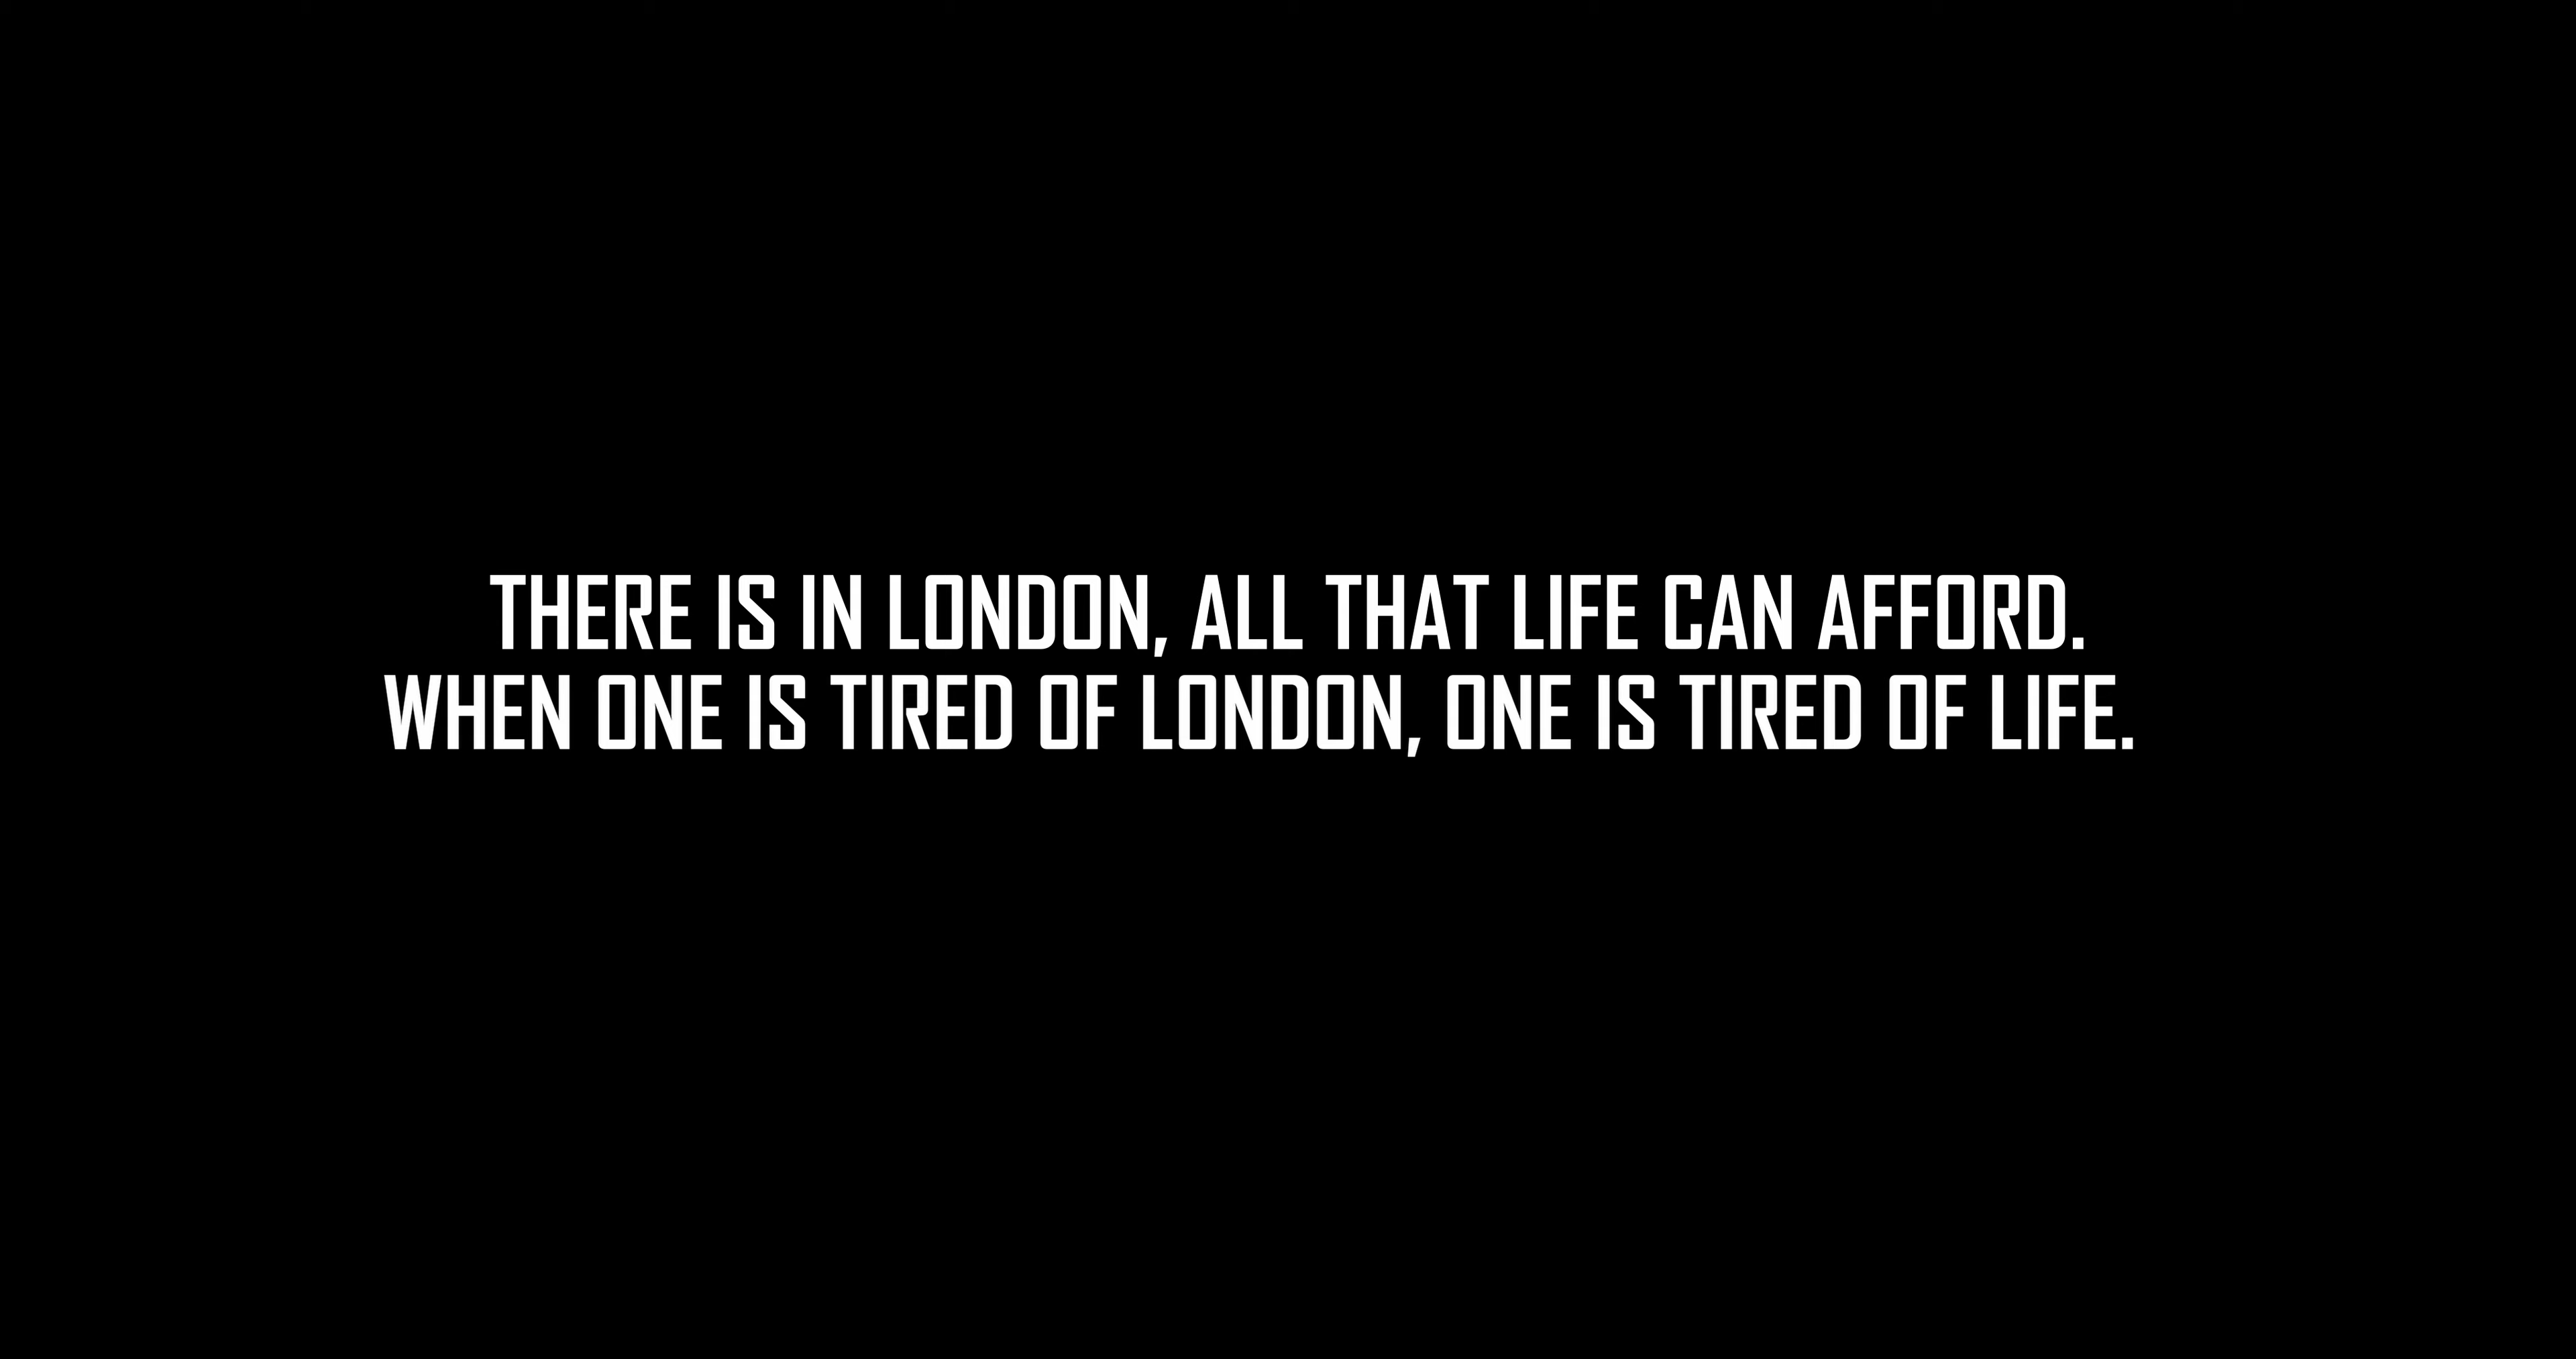 THERE IS IN LONDON, ALL THAT LIFE CAN AFFORD.
WHEN ONE IS TIRED OF LONDON, ONE IS TIRED OF LIFE.